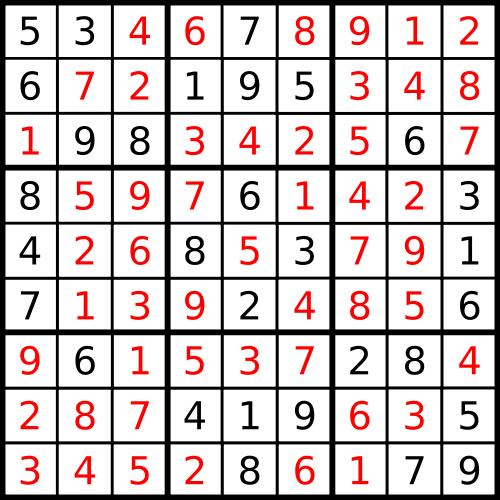 5 3 4 6 7 8 9 1 2
6 7 2 1 9 5 3 4 8
1 9 8 3 4 2 5 6 7
8 5 9 7 6 1 4 2 3
4 2 6 8 5 3 7 9 1
7 1 3 9 2 4 8 5 6
9 6 1 5 3 7 2 8 4
2 8 7 4 1 9 6 3 5
3 4 5 2 8 6 1 7 9